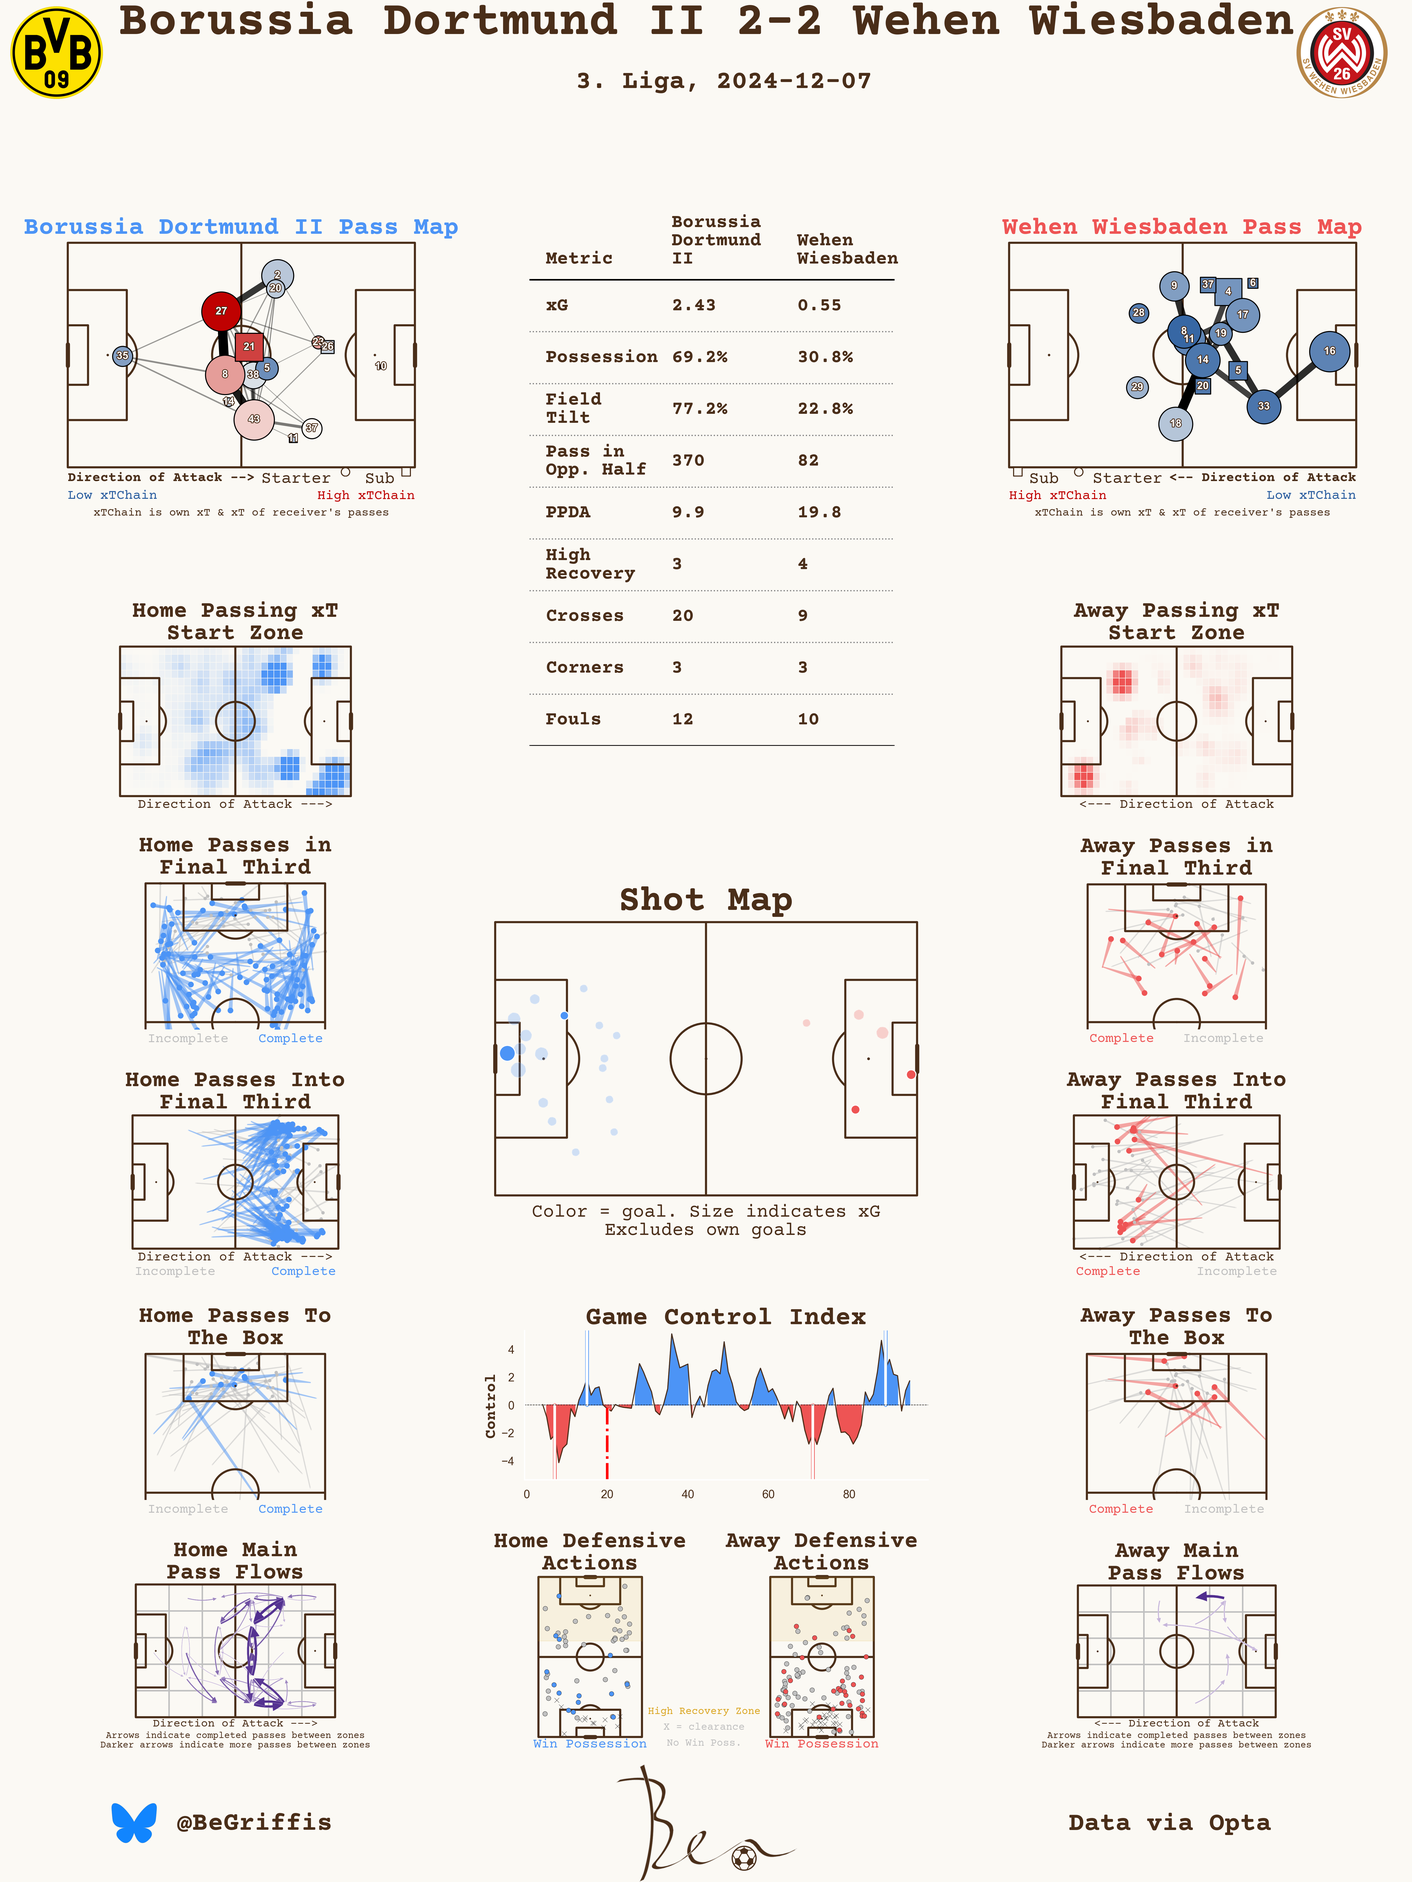 Borussia Dortmund II 2-2 Wehen Wiesbaden
3. Liga, 2024-12-07
BVB
09
SV
26
SV WEHEN WIESBADEN
Borussia Dortmund II Pass Map
2
20
27
21
23
26
35
8
38
5
10
14
43
37
11
Direction of Attack --> Starter Sub
Low xTChain High xTChain
xTChain is own xT & xT of receiver's passes
Metric Borussia Dortmund II Wehen Wiesbaden
xG 2.43 0.55
Possession 69.2% 30.8%
Field Tilt 77.2% 22.8%
Pass in Opp. Half 370 82
PPDA 9.9 19.8
High Recovery 3 4
Crosses 20 9
Corners 3 3
Fouls 12 10
Wehen Wiesbaden Pass Map
9
37
4
6
28
17
8
11
19
14
16
5
29
20
33
18
Sub Starter <-- Direction of Attack
High xTChain Low xTChain
xTChain is own xT & xT of receiver's passes
Home Passing xT
Start Zone
Direction of Attack --->
Away Passing xT
Start Zone
<--- Direction of Attack
Home Passes in
Final Third
Incomplete Complete
Shot Map
Color = goal. Size indicates xG
Excludes own goals
Away Passes in
Final Third
Complete Incomplete
Home Passes Into
Final Third
Direction of Attack --->
Incomplete Complete
Away Passes Into
Final Third
<--- Direction of Attack
Complete Incomplete
Home Passes To
The Box
Incomplete Complete
Game Control Index
Control
4
2
0
−2
−4
0 20 40 60 80
Away Passes To
The Box
Complete Incomplete
Home Main
Pass Flows
Direction of Attack --->
Arrows indicate completed passes between zones
Darker arrows indicate more passes between zones
Home Defensive
Actions
Win Possession
High Recovery Zone
X = clearance
No Win Poss.
Away Defensive
Actions
Win Possession
Away Main
Pass Flows
<--- Direction of Attack
Arrows indicate completed passes between zones
Darker arrows indicate more passes between zones
@BeGriffis
Ben
Data via Opta